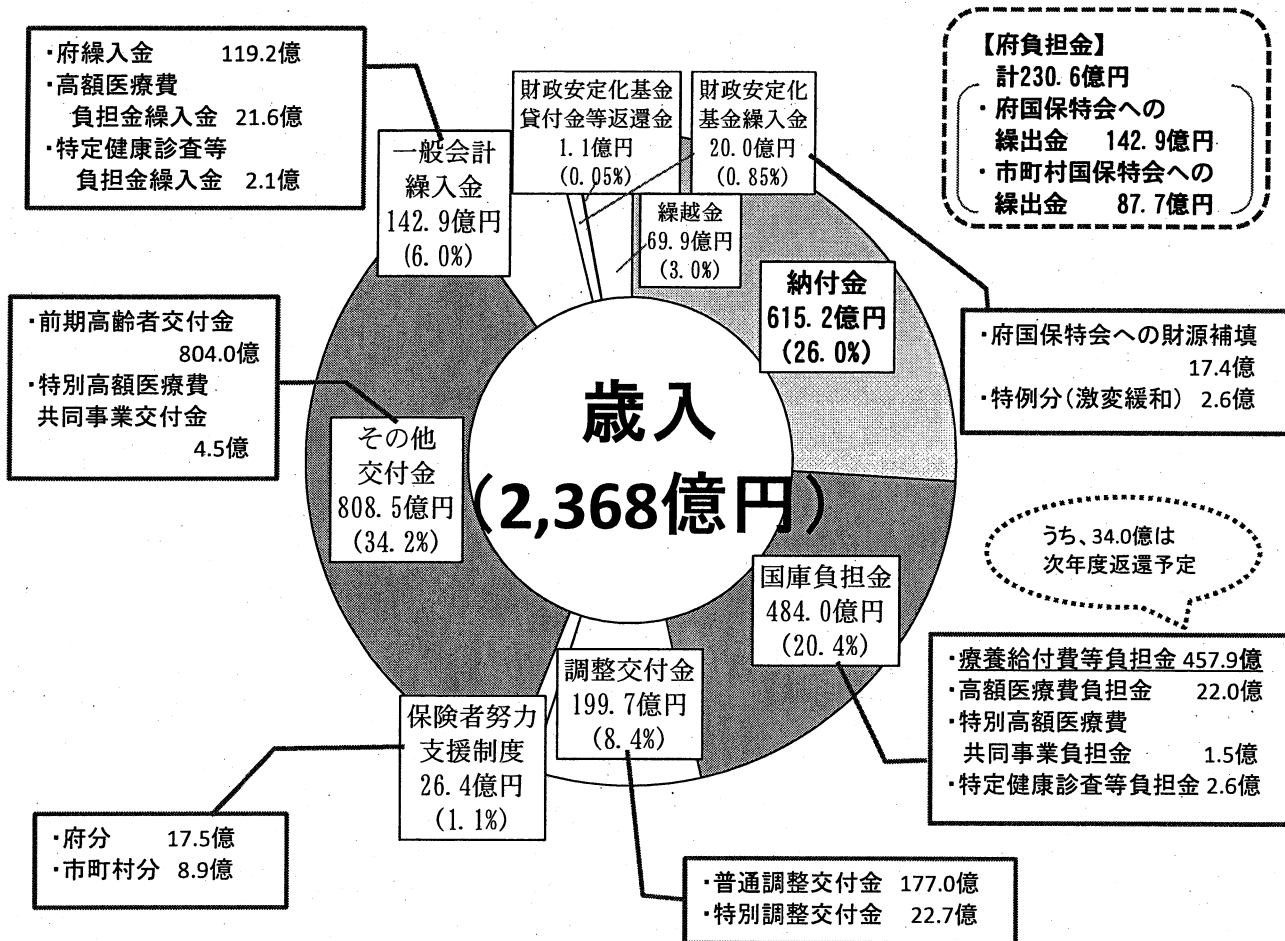 ・府繰入金 119.2億
・高額医療費
負担金繰入金 21.6億
・特定健康診査等
負担金繰入金 2.1億
一般会計
繰入金
142.9億円
(6.0%)
財政安定化基金
貸付金等返還金
1.1億円
(0.05%)
財政安定化
基金繰入金
20.0億円
(0.85%)
繰越金
69.9億円
(3.0%)
【府負担金】
計230.6億円
・府国保特会への
繰出金 142.9億円
・市町村国保特会への
繰出金 87.7億円
納付金
615.2億円
(26.0%)
・府国保特会への財源補填
17.4億
・特例分(激変緩和) 2.6億
・前期高齢者交付金
804.0億
・特別高額医療費
共同事業交付金
4.5億
その他
交付金
808.5億円
(34.2%)
歳入
(2,368億円)
うち、34.0億は
次年度返還予定
国庫負担金
484.0億円
(20.4%)
・療養給付費等負担金 457.9億
・高額医療費負担金 22.0億
・特別高額医療費
共同事業負担金 1.5億
・特定健康診査等負担金 2.6億
調整交付金
199.7億円
(8.4%)
保険者努力
支援制度
26.4億円
(1.1%)
・府分 17.5億
・市町村分 8.9億
・普通調整交付金 177.0億
・特別調整交付金 22.7億